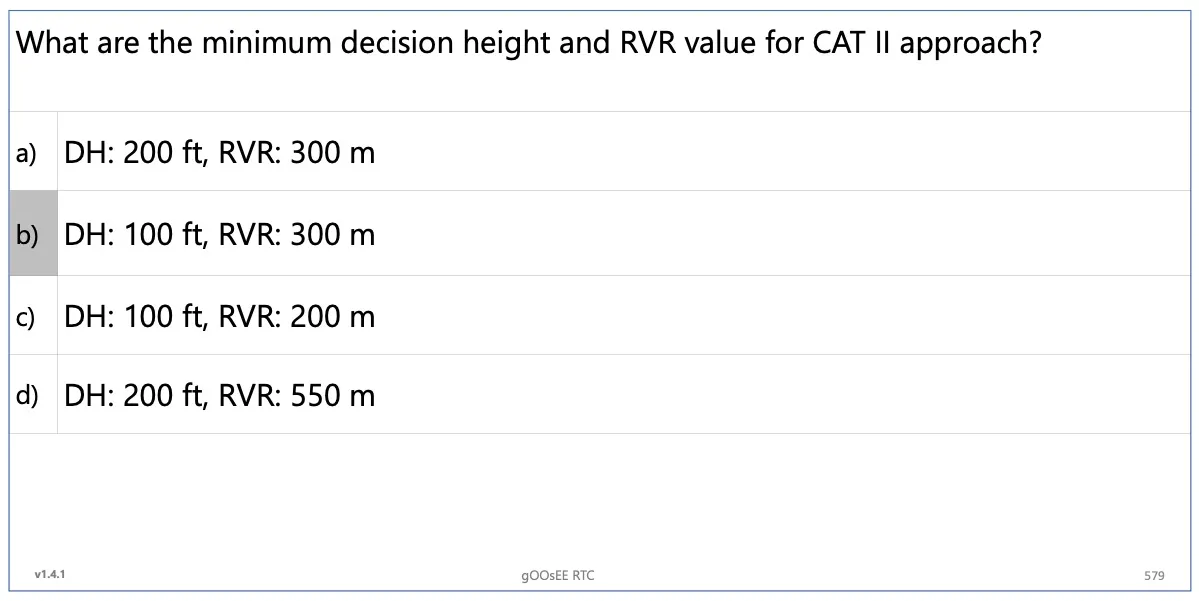 What are the minimum decision height and RVR value for CAT II approach?
a) DH: 200 ft, RVR: 300 m
b) DH: 100 ft, RVR: 300 m
c) DH: 100 ft, RVR: 200 m
d) DH: 200 ft, RVR: 550 m
v1.4.1 gOOsEE RTC 579